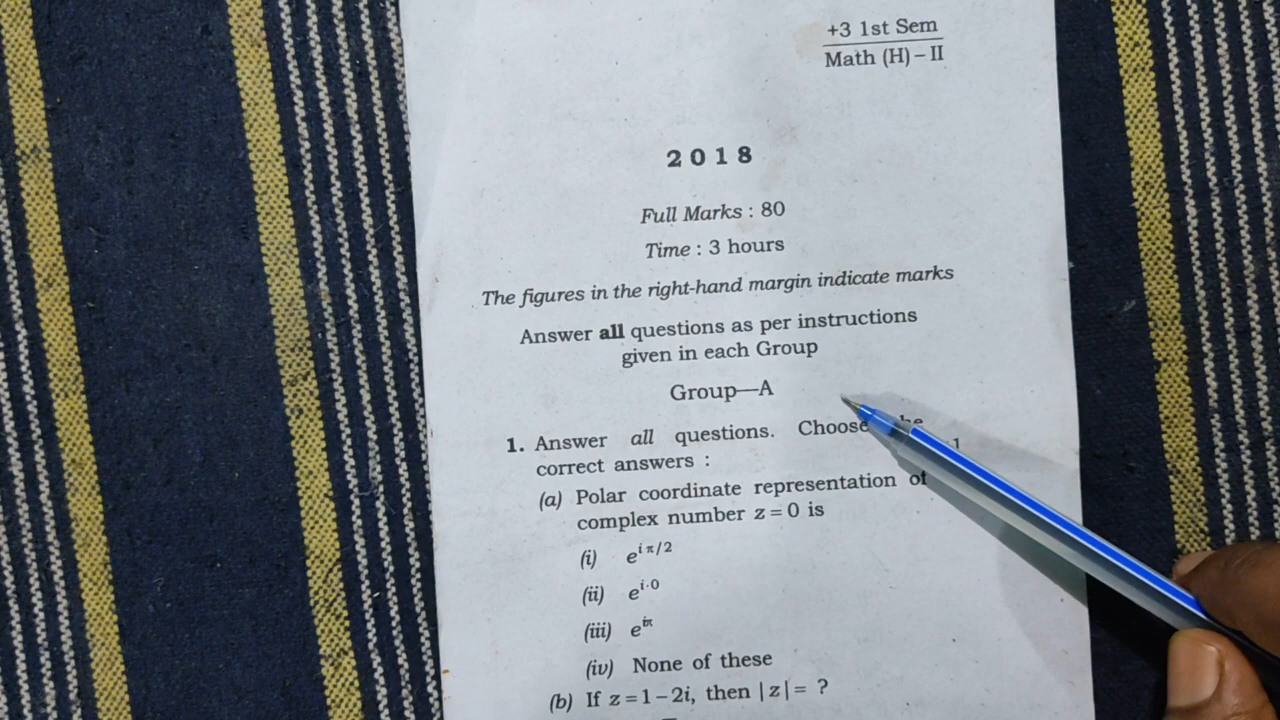 +3 1st Sem
Math (H) – II
2018
Full Marks : 80
Time : 3 hours
The figures in the right-hand margin indicate marks
Answer all questions as per instructions
given in each Group
Group—A
1. Answer all questions. Choose
correct answers :
(a) Polar coordinate representation of
complex number z = 0 is
(i) e^{iπ/2}
(ii) e^{i·0}
(iii) e^{iπ}
(iv) None of these
(b) If z = 1 – 2i, then |z| = ?